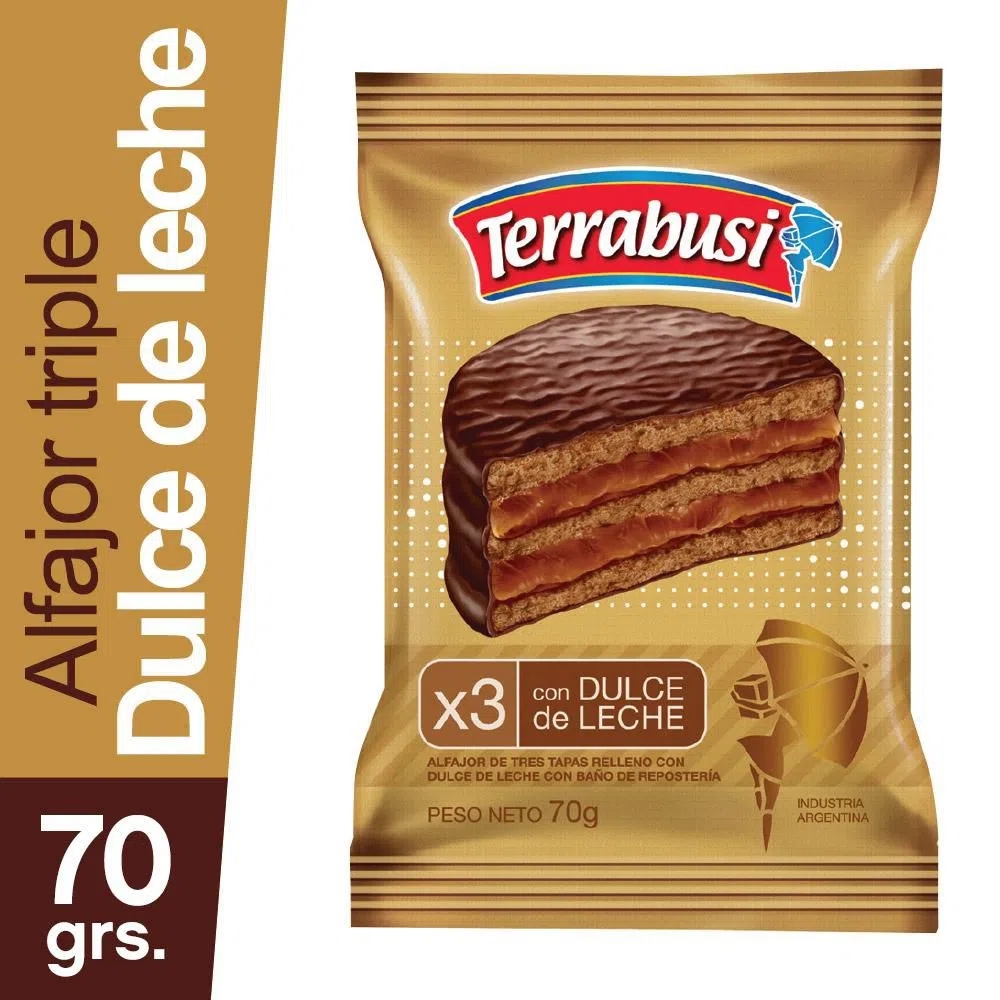 Alfajor triple
Dulce de leche
70
grs.
Terrabusi
x3
con DULCE
de LECHE
ALFAJOR DE TRES TAPAS RELLENO CON
DULCE DE LECHE CON BAÑO DE REPOSTERÍA
PESO NETO 70g
INDUSTRIA
ARGENTINA